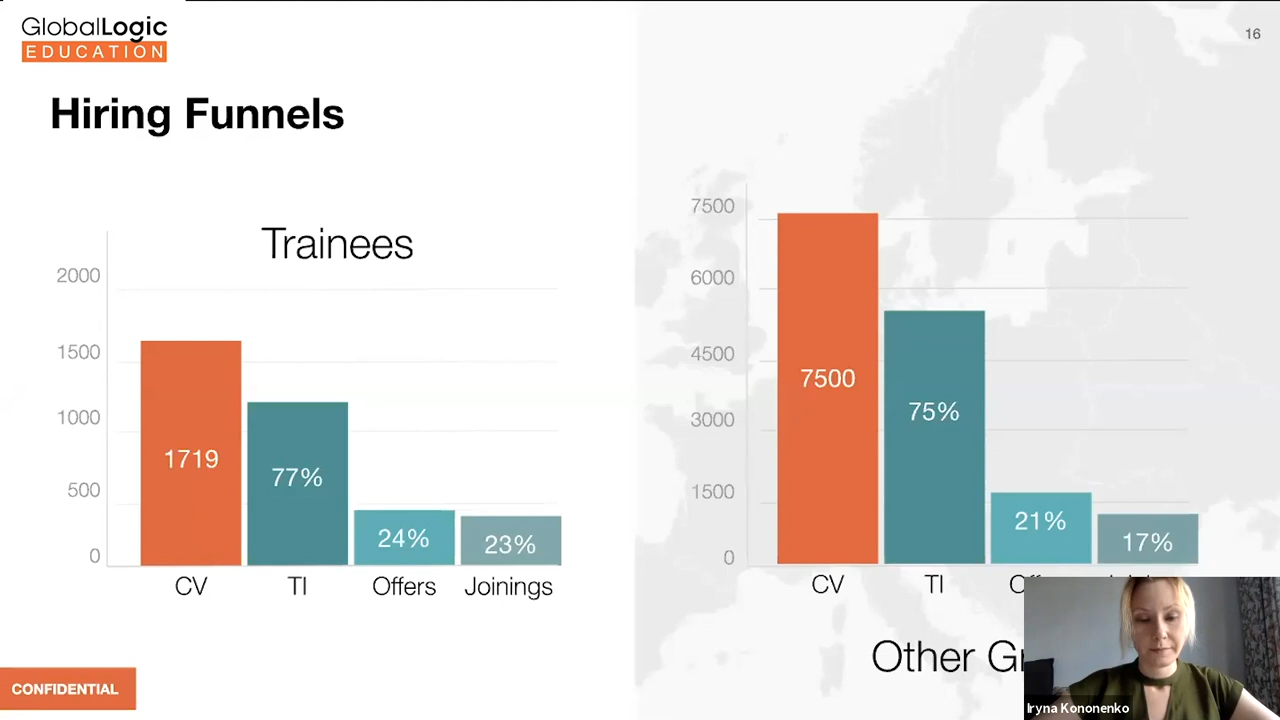 GlobalLogic
EDUCATION
16
Hiring Funnels
Trainees
2000
1500
1000
500
0
1719
77%
24%
23%
CV
TI
Offers
Joinings
7500
6000
4500
3000
1500
0
7500
75%
21%
17%
CV
TI
Other
CONFIDENTIAL
Iryna Kononenko